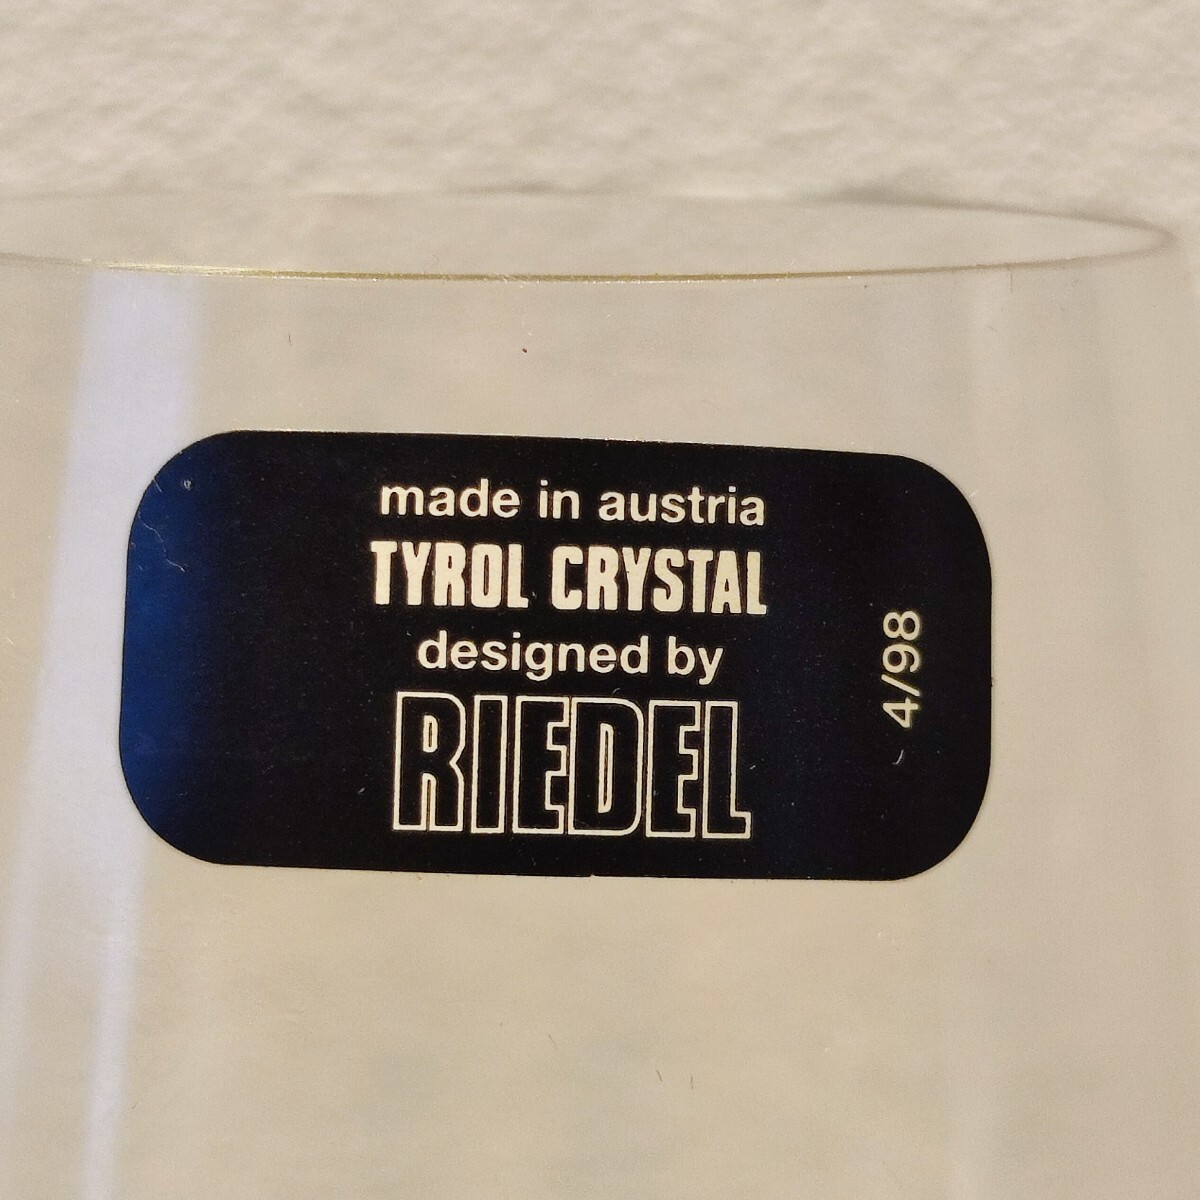 made in austria
TYROL CRYSTAL
designed by
RIEDEL
4/98